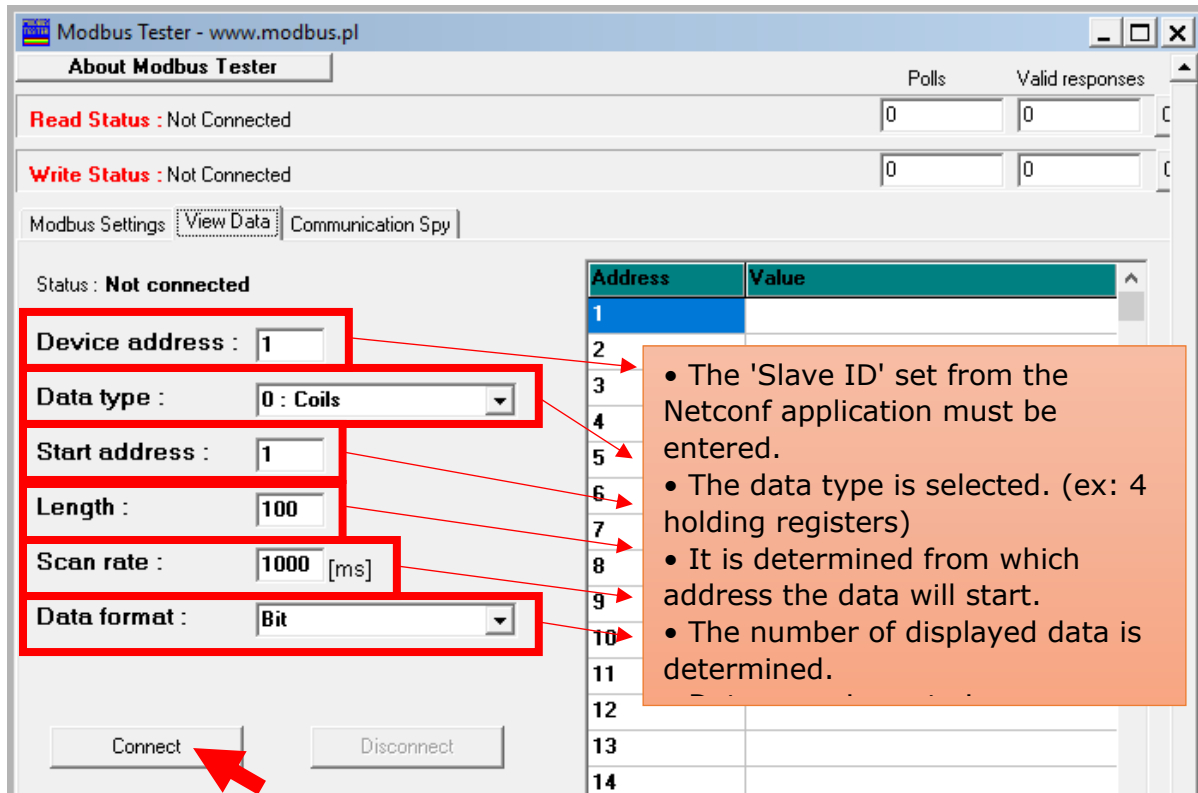 Modbus Tester - www.modbus.pl
About Modbus Tester
Polls Valid responses
Read Status : Not Connected 0 0
Write Status : Not Connected 0 0
Modbus Settings View Data Communication Spy
Status : Not connected
Device address : 1
Data type : 0 : Coils
Start address : 1
Length : 100
Scan rate : 1000 [ms]
Data format : Bit
Connect Disconnect
Address Value
1
2
3
4
5
6
7
8
9
10
11
12
13
14
• The 'Slave ID' set from the
Netconf application must be
entered.
• The data type is selected. (ex: 4
holding registers)
• It is determined from which
address the data will start.
• The number of displayed data is
determined.